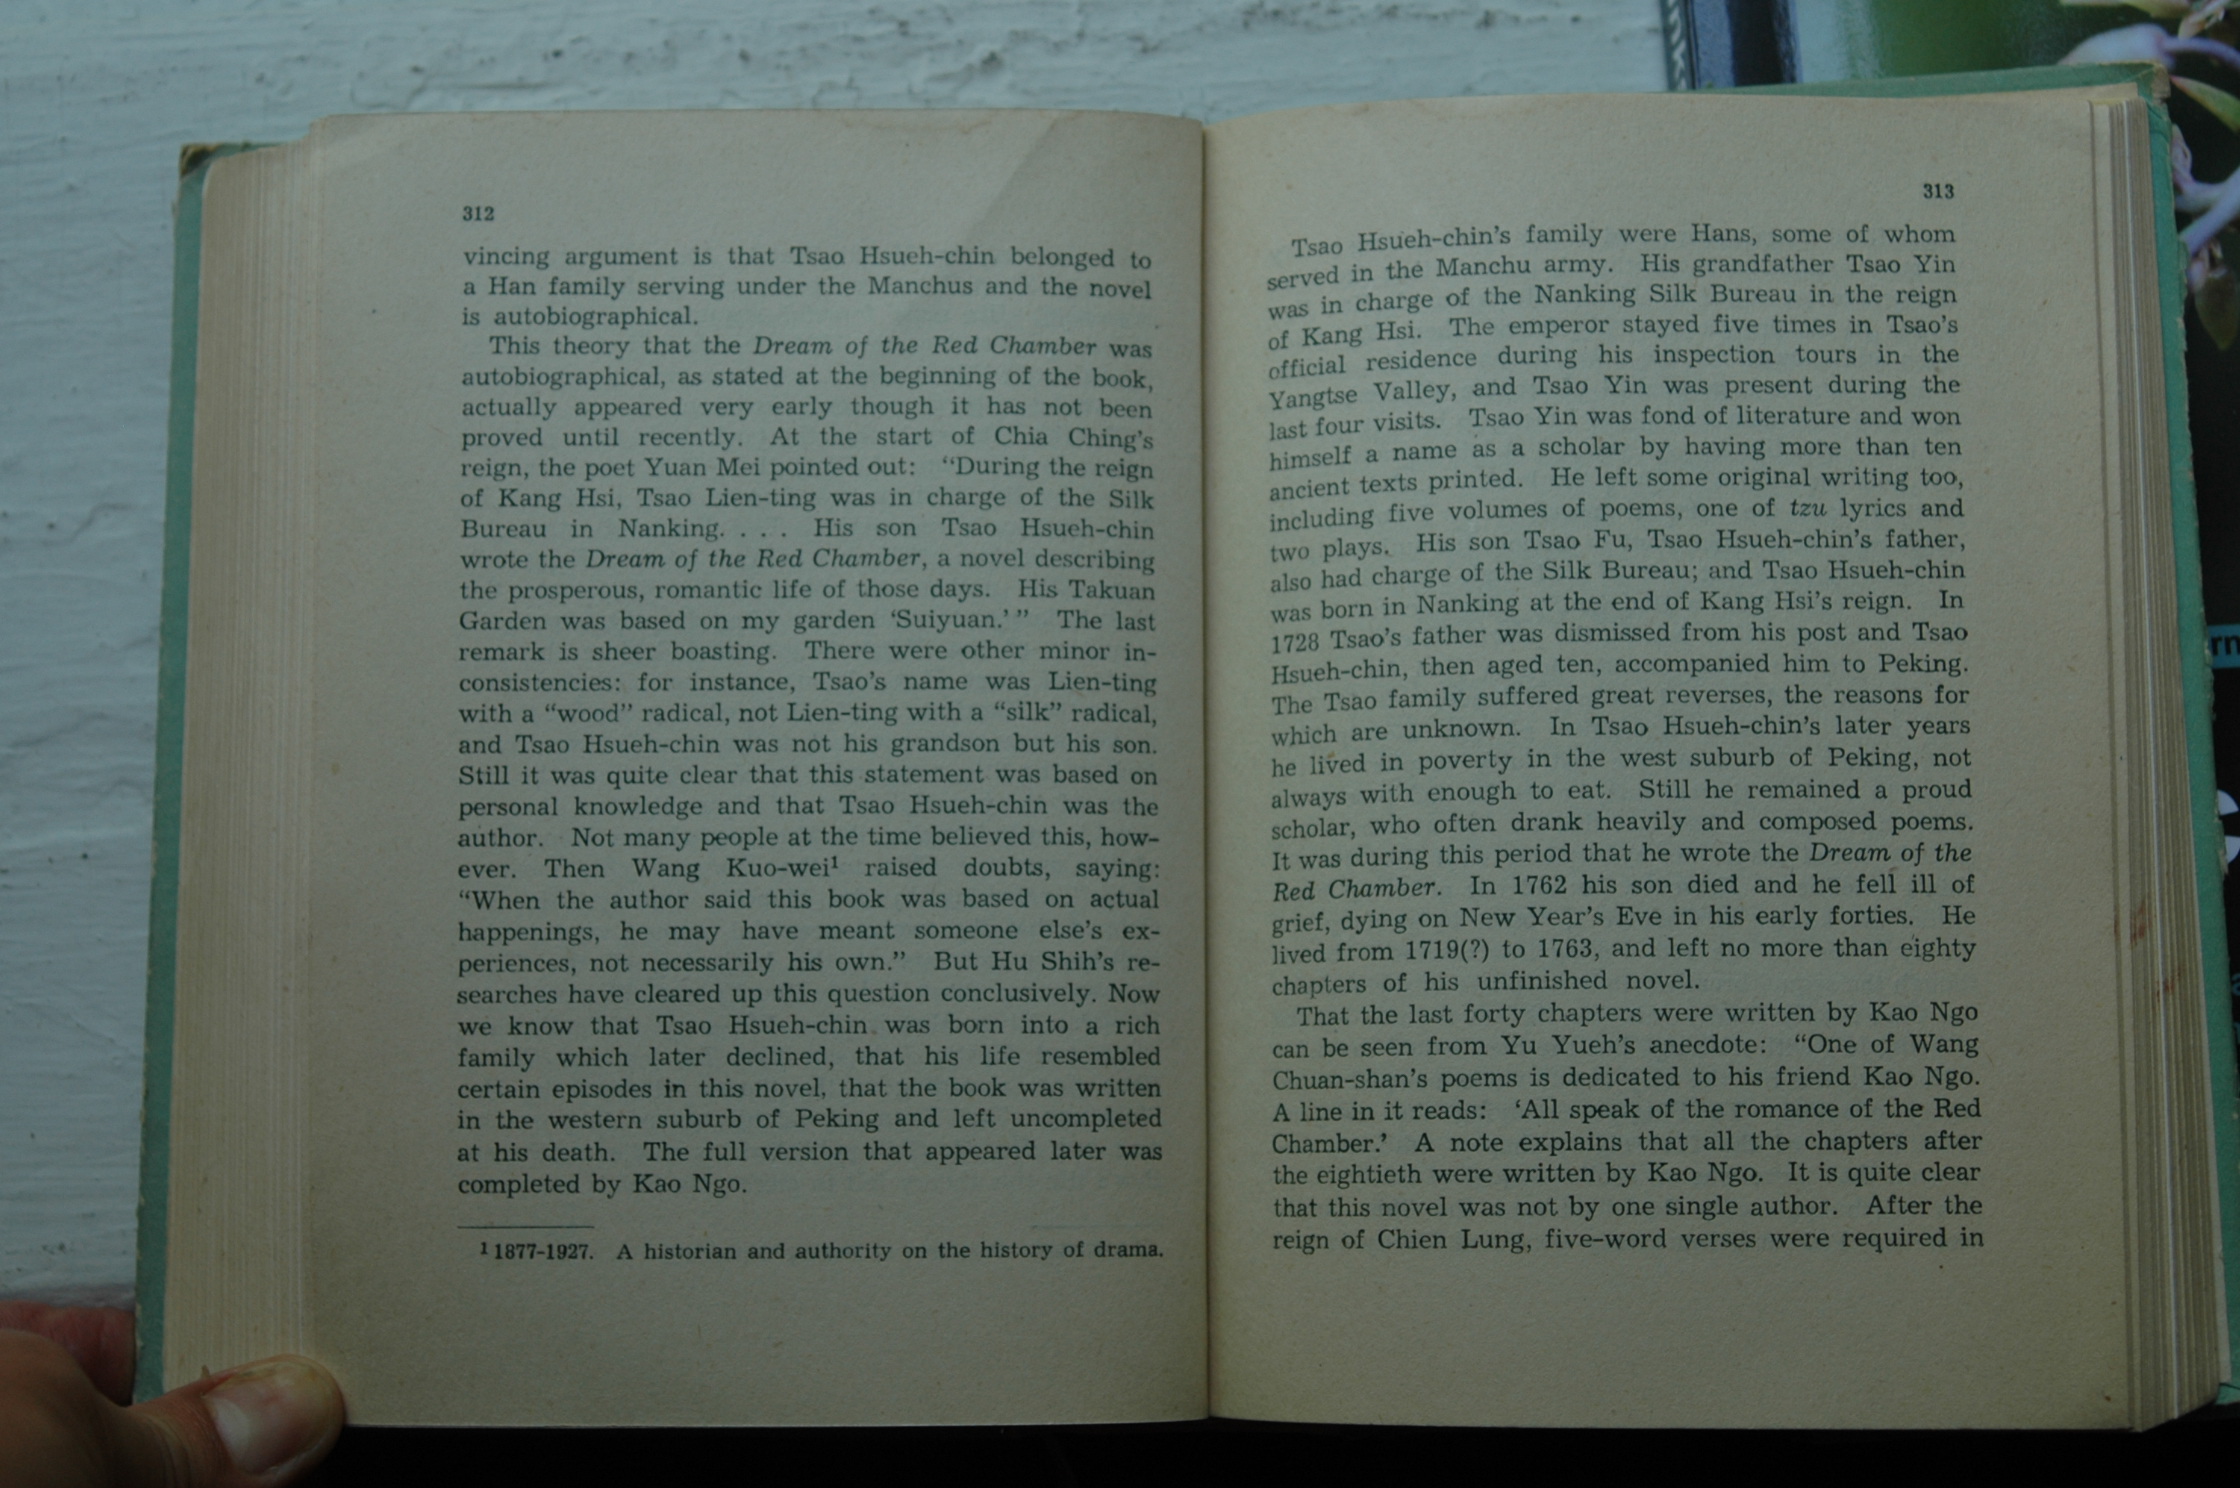 312
vincing argument is that Tsao Hsueh-chin belonged to
a Han family serving under the Manchus and the novel
is autobiographical.
This theory that the Dream of the Red Chamber was
autobiographical, as stated at the beginning of the book,
actually appeared very early though it has not been
proved until recently. At the start of Chia Ching's
reign, the poet Yuan Mei pointed out: “During the reign
of Kang Hsi, Tsao Lien-ting was in charge of the Silk
Bureau in Nanking. . . . His son Tsao Hsueh-chin
wrote the Dream of the Red Chamber, a novel describing
the prosperous, romantic life of those days. His Takuan
Garden was based on my garden ‘Suiyuan.’” The last
remark is sheer boasting. There were other minor in-
consistencies: for instance, Tsao's name was Lien-ting
with a “wood” radical, not Lien-ting with a “silk” radical,
and Tsao Hsueh-chin was not his grandson but his son.
Still it was quite clear that this statement was based on
personal knowledge and that Tsao Hsueh-chin was the
author. Not many people at the time believed this, how-
ever. Then Wang Kuo-wei¹ raised doubts, saying:
“When the author said this book was based on actual
happenings, he may have meant someone else's ex-
periences, not necessarily his own.” But Hu Shih's re-
searches have cleared up this question conclusively. Now
we know that Tsao Hsueh-chin was born into a rich
family which later declined, that his life resembled
certain episodes in this novel, that the book was written
in the western suburb of Peking and left uncompleted
at his death. The full version that appeared later was
completed by Kao Ngo.
¹ 1877-1927. A historian and authority on the history of drama.
313
Tsao Hsueh-chin's family were Hans, some of whom
served in the Manchu army. His grandfather Tsao Yin
was in charge of the Nanking Silk Bureau in the reign
of Kang Hsi. The emperor stayed five times in Tsao's
official residence during his inspection tours in the
Yangtse Valley, and Tsao Yin was present during the
last four visits. Tsao Yin was fond of literature and won
himself a name as a scholar by having more than ten
ancient texts printed. He left some original writing too,
including five volumes of poems, one of tzu lyrics and
two plays. His son Tsao Fu, Tsao Hsueh-chin's father,
also had charge of the Silk Bureau; and Tsao Hsueh-chin
was born in Nanking at the end of Kang Hsi's reign. In
1728 Tsao's father was dismissed from his post and Tsao
Hsueh-chin, then aged ten, accompanied him to Peking.
The Tsao family suffered great reverses, the reasons for
which are unknown. In Tsao Hsueh-chin's later years
he lived in poverty in the west suburb of Peking, not
always with enough to eat. Still he remained a proud
scholar, who often drank heavily and composed poems.
It was during this period that he wrote the Dream of the
Red Chamber. In 1762 his son died and he fell ill of
grief, dying on New Year's Eve in his early forties. He
lived from 1719(?) to 1763, and left no more than eighty
chapters of his unfinished novel.
That the last forty chapters were written by Kao Ngo
can be seen from Yu Yueh's anecdote: “One of Wang
Chuan-shan's poems is dedicated to his friend Kao Ngo.
A line in it reads: ‘All speak of the romance of the Red
Chamber.’ A note explains that all the chapters after
the eightieth were written by Kao Ngo. It is quite clear
that this novel was not by one single author. After the
reign of Chien Lung, five-word verses were required in